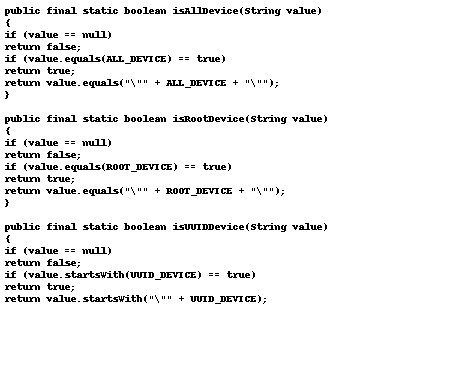 public final static boolean isAllDevice(String value)
{
if (value == null)
return false;
if (value.equals(ALL_DEVICE) == true)
return true;
return value.equals("\"" + ALL_DEVICE + "\"");
}
public final static boolean isRootDevice(String value)
{
if (value == null)
return false;
if (value.equals(ROOT_DEVICE) == true)
return true;
return value.equals("\"" + ROOT_DEVICE + "\"");
}
public final static boolean isUUIDDevice(String value)
{
if (value == null)
return false;
if (value.startsWith(UUID_DEVICE) == true)
return true;
return value.startsWith("\"" + UUID_DEVICE);